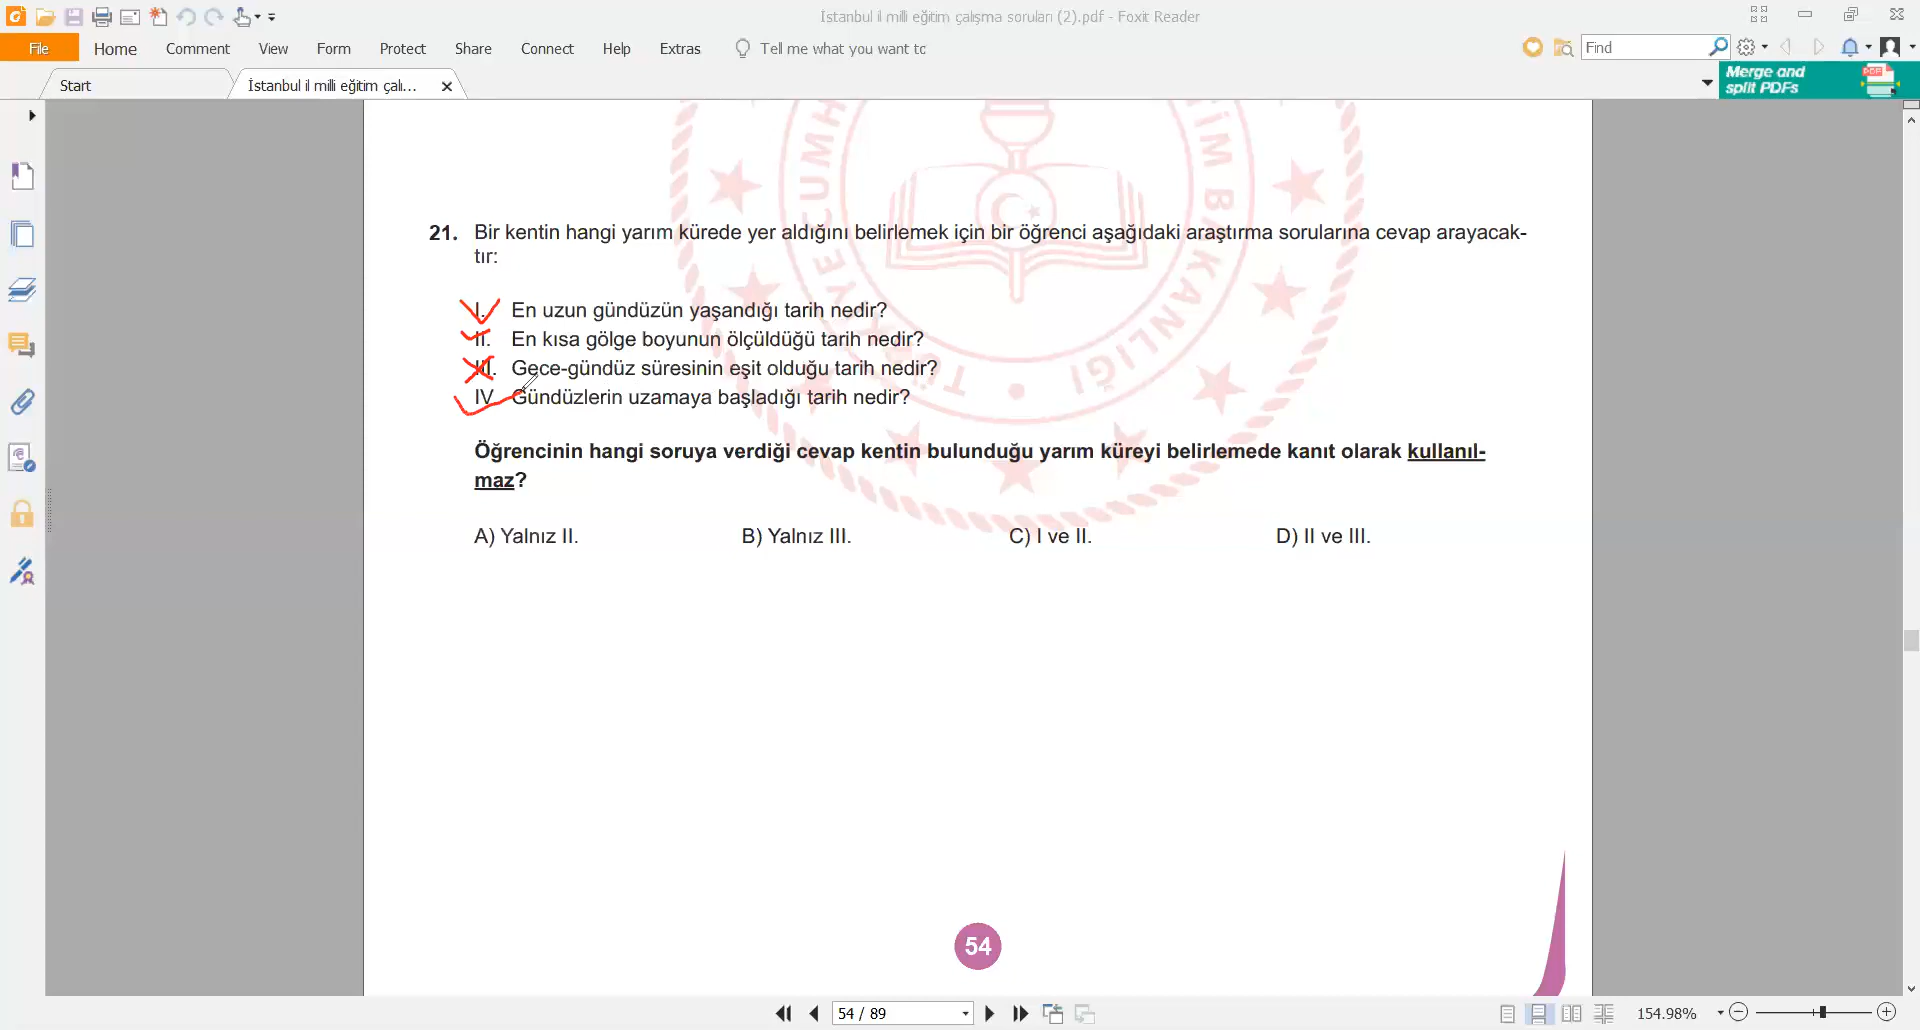 İstanbul il milli eğitim çalışma soruları (2).pdf - Foxit Reader
File Home Comment View Form Protect Share Connect Help Extras Tell me what you want to
Find
Start
İstanbul il milli eğitim çalı...
Merge and
split PDFs
PDF
21. Bir kentin hangi yarım kürede yer aldığını belirlemek için bir öğrenci aşağıdaki araştırma sorularına cevap arayacak-
tır:
I. En uzun gündüzün yaşandığı tarih nedir?
II. En kısa gölge boyunun ölçüldüğü tarih nedir?
III. Gece-gündüz süresinin eşit olduğu tarih nedir?
IV. Gündüzlerin uzamaya başladığı tarih nedir?
Öğrencinin hangi soruya verdiği cevap kentin bulunduğu yarım küreyi belirlemede kanıt olarak kullanıl-
maz?
A) Yalnız II.
B) Yalnız III.
C) I ve II.
D) II ve III.
54
54 / 89
154.98%